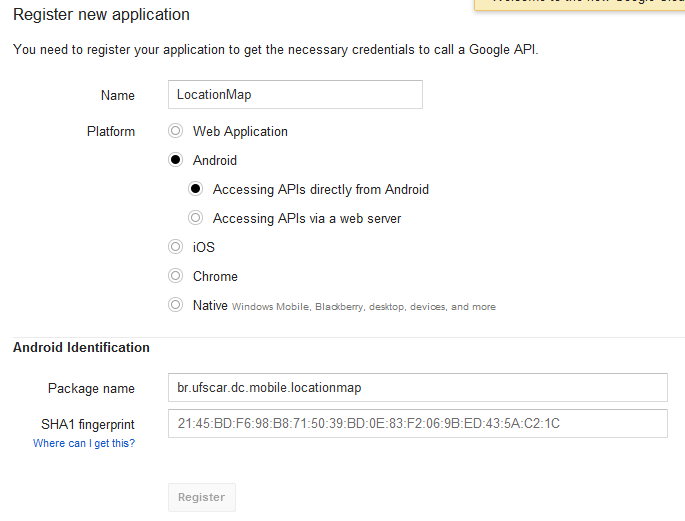 Register new application
You need to register your application to get the necessary credentials to call a Google API.
Name LocationMap
Platform Web Application
Android
Accessing APIs directly from Android
Accessing APIs via a web server
iOS
Chrome
Native Windows Mobile, Blackberry, desktop, devices, and more
Android Identification
Package name br.ufscar.dc.mobile.locationmap
SHA1 fingerprint 21:45:BD:F6:98:B8:71:50:39:BD:0E:83:F2:06:9B:ED:43:5A:C2:1C
Where can I get this?
Register